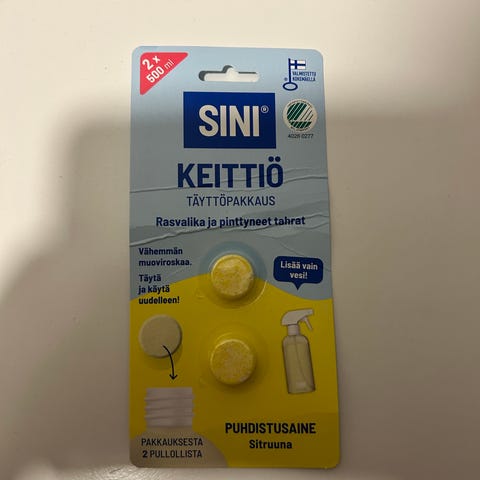 2 x
500 ml
VALMISTETTU
KOKEMÄELLÄ
SINI®
4026 0277
KEITTIÖ
TÄYTTÖPAKKAUS
Rasvalika ja pinttyneet tahrat
Vähemmän
muoviroskaa.
Täytä
ja käytä
uudelleen!
Lisää vain
vesi!
PAKKAUKSESTA
2 PULLOLLISTA
PUHDISTUSAINE
Sitruuna